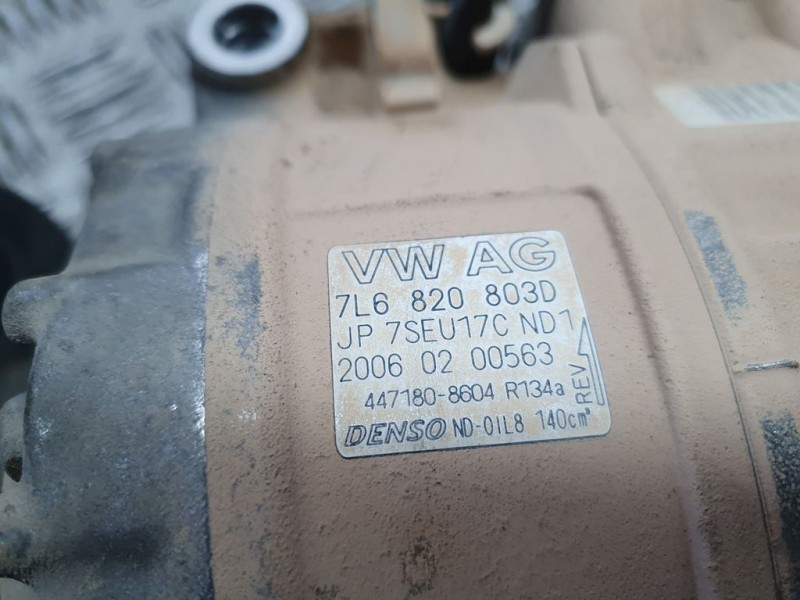 VW AG
7L6 820 803D
JP 7SEU17C ND1
2006 02 00563
447180-8604 R134a
REV
DENSO ND-OIL8 140cm³